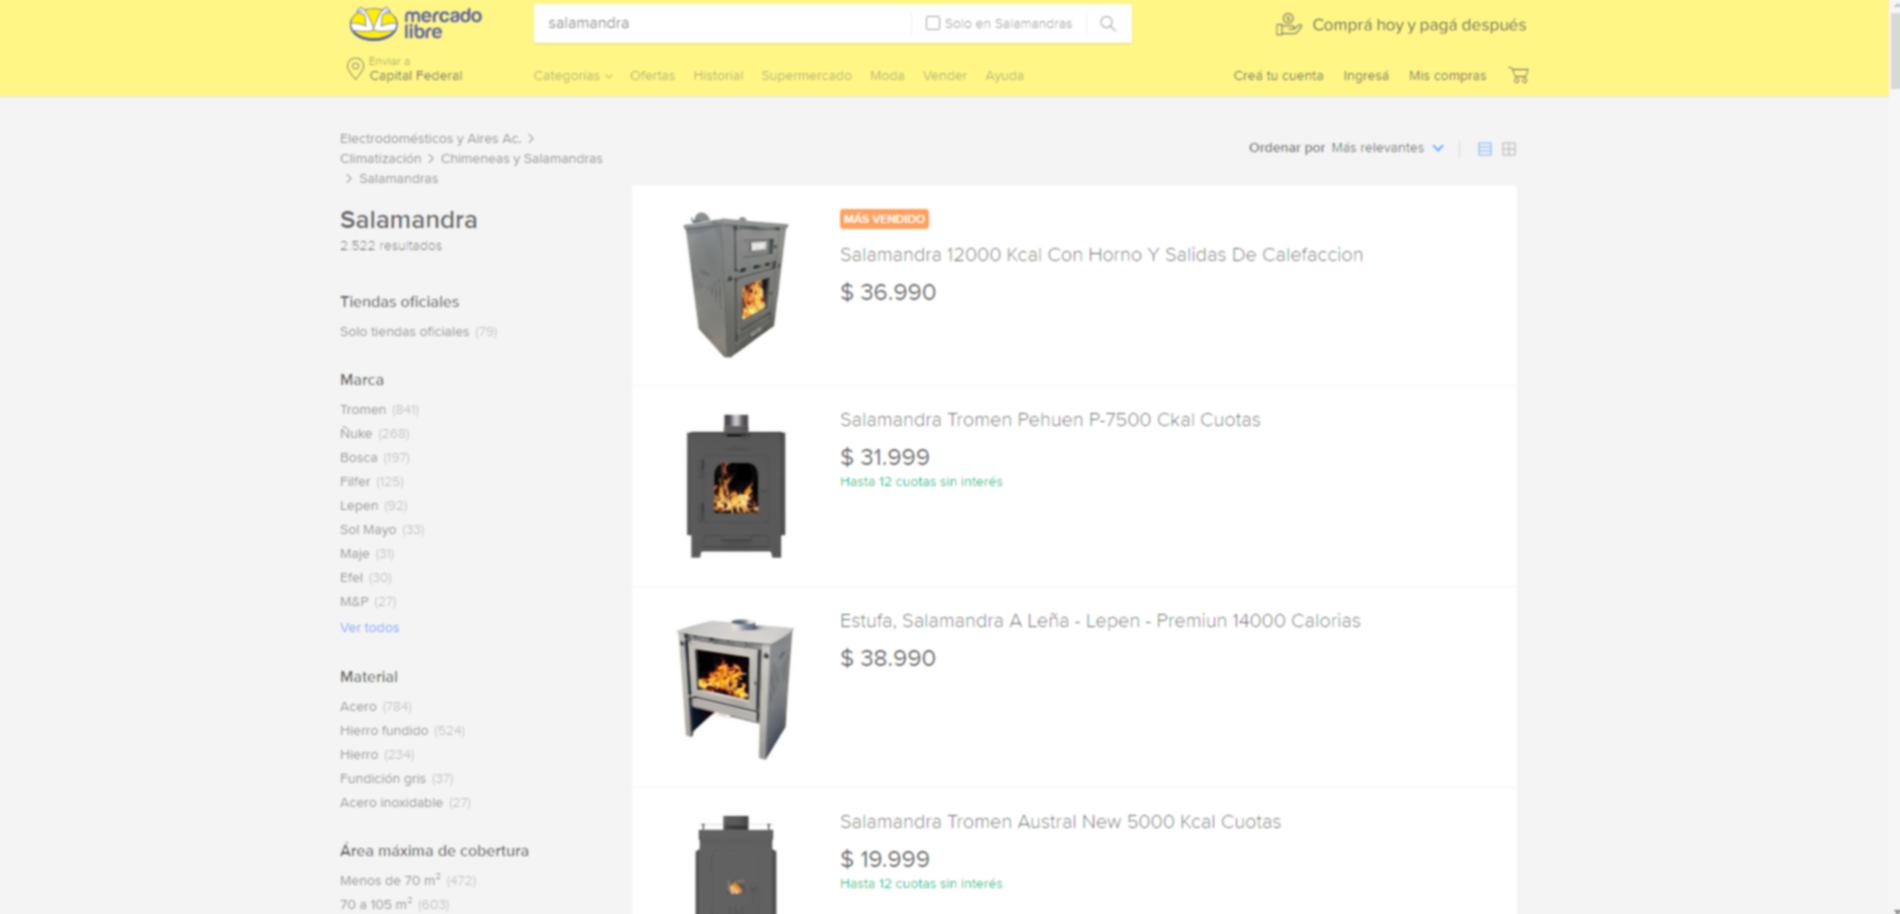 mercado
libre
salamandra
Solo en Salamandras
Comprá hoy y pagá después
Enviar a
Capital Federal
Categorías Ofertas Historial Supermercado Moda Vender Ayuda
Creá tu cuenta Ingresá Mis compras
Electrodomésticos y Aires Ac. >
Climatización > Chimeneas y Salamandras
> Salamandras
Ordenar por Más relevantes
Salamandra
2.522 resultados
Tiendas oficiales
Solo tiendas oficiales (79)
Marca
Tromen (841)
Ñuke (268)
Bosca (197)
Filfer (125)
Lepen (92)
Sol Mayo (33)
Maje (31)
Efel (30)
M&P (27)
Ver todos
Material
Acero (784)
Hierro fundido (524)
Hierro (234)
Fundición gris (37)
Acero inoxidable (27)
Área máxima de cobertura
Menos de 70 m² (472)
70 a 105 m² (603)
MÁS VENDIDO
Salamandra 12000 Kcal Con Horno Y Salidas De Calefaccion
$ 36.990
Salamandra Tromen Pehuen P-7500 Ckal Cuotas
$ 31.999
Hasta 12 cuotas sin interés
Estufa, Salamandra A Leña - Lepen - Premiun 14000 Calorias
$ 38.990
Salamandra Tromen Austral New 5000 Kcal Cuotas
$ 19.999
Hasta 12 cuotas sin interés